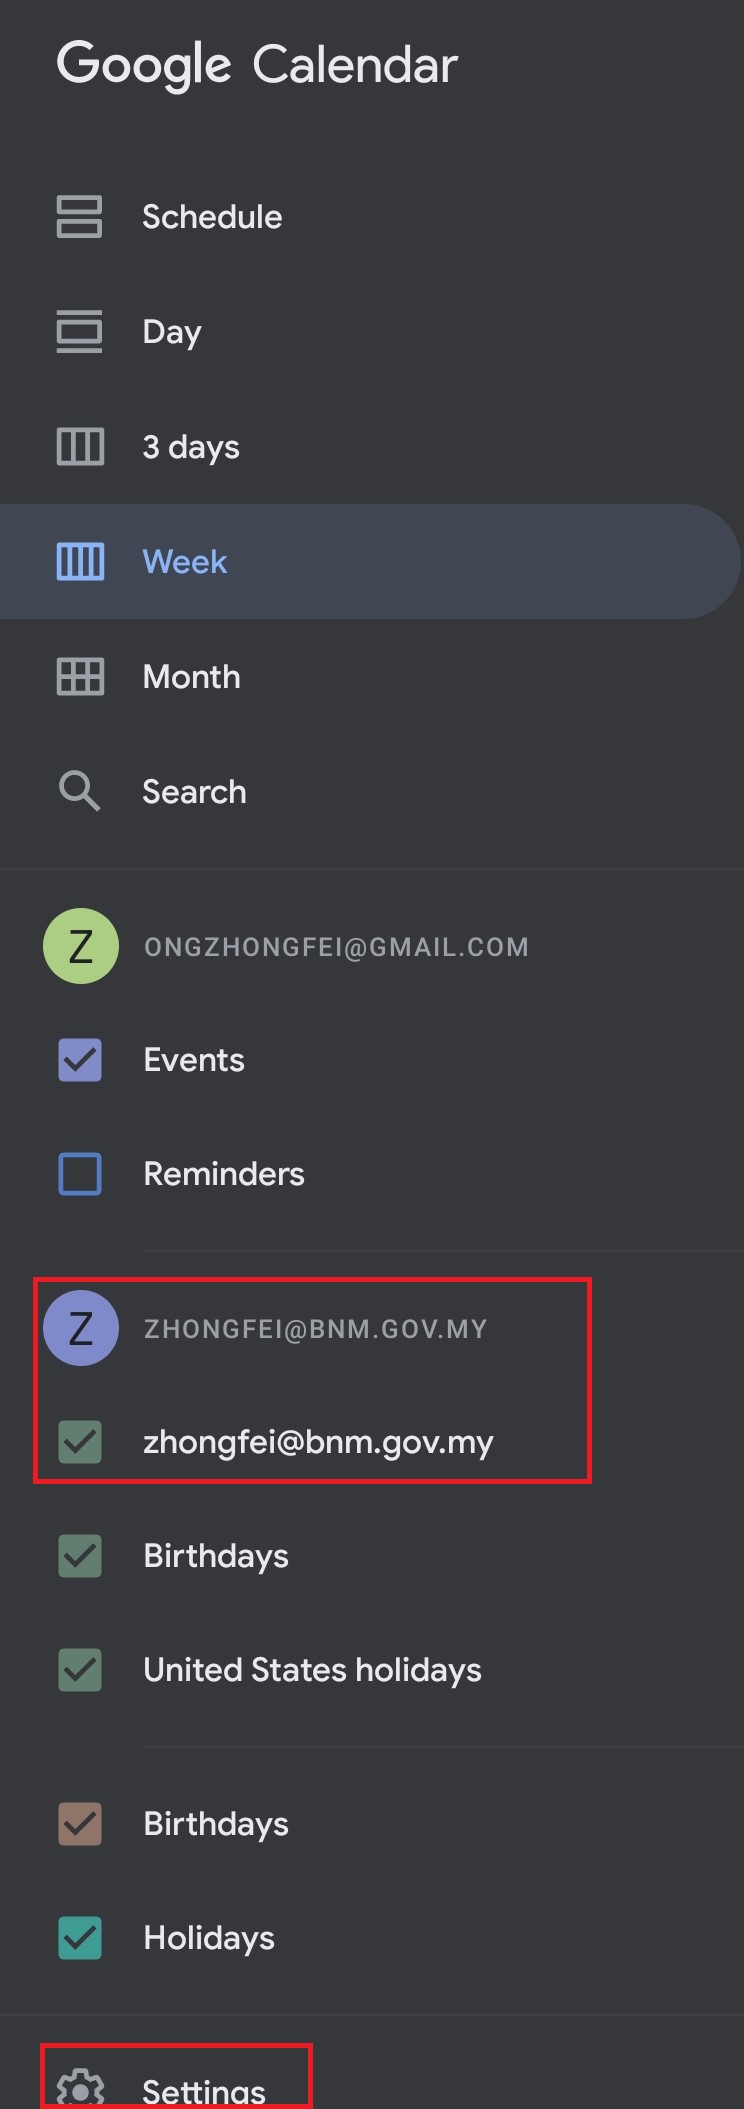 Google Calendar
Schedule
Day
3 days
Week
Month
Search
Z ONGZHONGFEI@GMAIL.COM
Events
Reminders
Z ZHONGFEI@BNM.GOV.MY
zhongfei@bnm.gov.my
Birthdays
United States holidays
Birthdays
Holidays
Settings